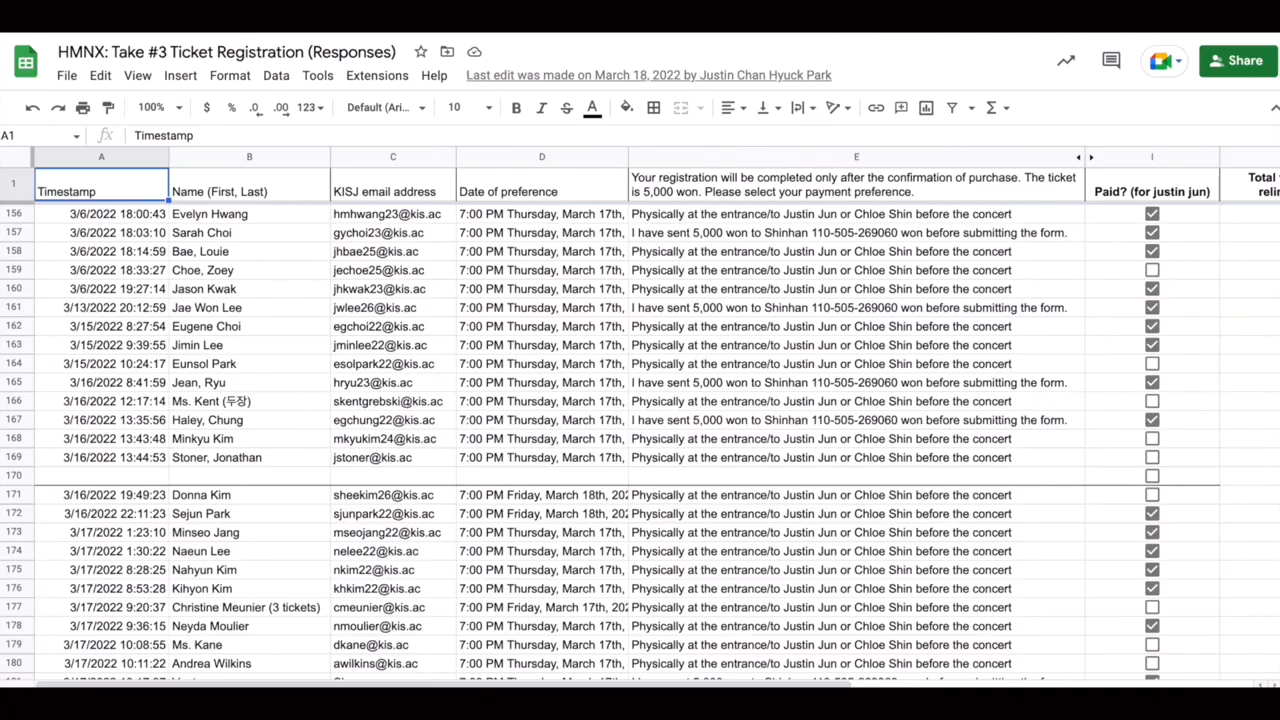 HMNX: Take #3 Ticket Registration (Responses)
File Edit View Insert Format Data Tools Extensions Help Last edit was made on March 18, 2022 by Justin Chan Hyuck Park
Share
100% $ % .0 .00 123 Default (Ari... 10 B I S A
A1 fx Timestamp
A B C D E I
1 Timestamp Name (First, Last) KISJ email address Date of preference Your registration will be completed only after the confirmation of purchase. The ticket is 5,000 won. Please select your payment preference. Paid? (for justin jun) Total
156 3/6/2022 18:00:43 Evelyn Hwang hmhwang23@kis.ac 7:00 PM Thursday, March 17th, Physically at the entrance/to Justin Jun or Chloe Shin before the concert
157 3/6/2022 18:03:10 Sarah Choi gychoi23@kis.ac 7:00 PM Thursday, March 17th, I have sent 5,000 won to Shinhan 110-505-269060 won before submitting the form.
158 3/6/2022 18:14:59 Bae, Louie jhbae25@kis.ac 7:00 PM Thursday, March 17th, Physically at the entrance/to Justin Jun or Chloe Shin before the concert
159 3/6/2022 18:33:27 Choe, Zoey jechoe25@kis.ac 7:00 PM Thursday, March 17th, Physically at the entrance/to Justin Jun or Chloe Shin before the concert
160 3/6/2022 19:27:14 Jason Kwak jhkwak23@kis.ac 7:00 PM Thursday, March 17th, Physically at the entrance/to Justin Jun or Chloe Shin before the concert
161 3/13/2022 20:12:59 Jae Won Lee jwlee26@kis.ac 7:00 PM Thursday, March 17th, I have sent 5,000 won to Shinhan 110-505-269060 won before submitting the form.
162 3/15/2022 8:27:54 Eugene Choi egchoi22@kis.ac 7:00 PM Thursday, March 17th, Physically at the entrance/to Justin Jun or Chloe Shin before the concert
163 3/15/2022 9:39:55 Jimin Lee jminlee22@kis.ac 7:00 PM Thursday, March 17th, Physically at the entrance/to Justin Jun or Chloe Shin before the concert
164 3/15/2022 10:24:17 Eunsol Park esolpark22@kis.ac 7:00 PM Thursday, March 17th, Physically at the entrance/to Justin Jun or Chloe Shin before the concert
165 3/16/2022 8:41:59 Jean, Ryu hryu23@kis.ac 7:00 PM Thursday, March 17th, I have sent 5,000 won to Shinhan 110-505-269060 won before submitting the form.
166 3/16/2022 12:17:14 Ms. Kent (두장) skentgrebski@kis.ac 7:00 PM Thursday, March 17th, Physically at the entrance/to Justin Jun or Chloe Shin before the concert
167 3/16/2022 13:35:56 Haley, Chung egchung22@kis.ac 7:00 PM Thursday, March 17th, I have sent 5,000 won to Shinhan 110-505-269060 won before submitting the form.
168 3/16/2022 13:43:48 Minkyu Kim mkyukim24@kis.ac 7:00 PM Thursday, March 17th, Physically at the entrance/to Justin Jun or Chloe Shin before the concert
169 3/16/2022 13:44:53 Stoner, Jonathan jstoner@kis.ac 7:00 PM Thursday, March 17th, Physically at the entrance/to Justin Jun or Chloe Shin before the concert
170
171 3/16/2022 19:49:23 Donna Kim sheekim26@kis.ac 7:00 PM Friday, March 18th, 202 Physically at the entrance/to Justin Jun or Chloe Shin before the concert
172 3/16/2022 22:11:23 Sejun Park sjunpark22@kis.ac 7:00 PM Friday, March 18th, 202 Physically at the entrance/to Justin Jun or Chloe Shin before the concert
173 3/17/2022 1:23:10 Minseo Jang mseojang22@kis.ac 7:00 PM Thursday, March 17th, Physically at the entrance/to Justin Jun or Chloe Shin before the concert
174 3/17/2022 1:30:22 Naeun Lee nelee22@kis.ac 7:00 PM Thursday, March 17th, Physically at the entrance/to Justin Jun or Chloe Shin before the concert
175 3/17/2022 8:28:25 Nahyun Kim nkim22@kis.ac 7:00 PM Thursday, March 17th, Physically at the entrance/to Justin Jun or Chloe Shin before the concert
176 3/17/2022 8:53:28 Kihyon Kim khkim22@kis.ac 7:00 PM Thursday, March 17th, Physically at the entrance/to Justin Jun or Chloe Shin before the concert
177 3/17/2022 9:20:37 Christine Meunier (3 tickets) cmeunier@kis.ac 7:00 PM Friday, March 17th, 202 Physically at the entrance/to Justin Jun or Chloe Shin before the concert
178 3/17/2022 9:36:15 Neyda Moulier nmoulier@kis.ac 7:00 PM Thursday, March 17th, Physically at the entrance/to Justin Jun or Chloe Shin before the concert
179 3/17/2022 10:08:55 Ms. Kane dkane@kis.ac 7:00 PM Thursday, March 17th, Physically at the entrance/to Justin Jun or Chloe Shin before the concert
180 3/17/2022 10:11:22 Andrea Wilkins awilkins@kis.ac 7:00 PM Thursday, March 17th, Physically at the entrance/to Justin Jun or Chloe Shin before the concert